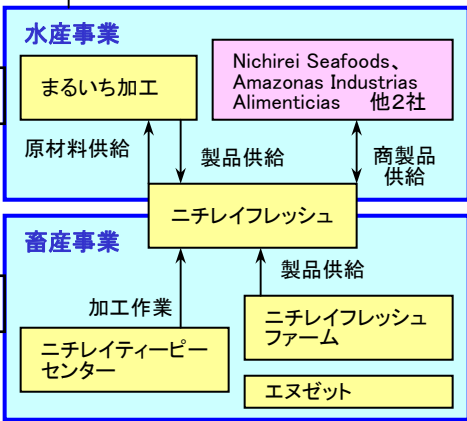 水産事業
まるいち加工
Nichirei Seafoods、
Amazonas Industrias
Alimenticias 他2社
原材料供給
製品供給
商製品
供給
ニチレイフレッシュ
畜産事業
製品供給
加工作業
ニチレイフレッシュ
ファーム
ニチレイティーピー
センター
エヌゼット